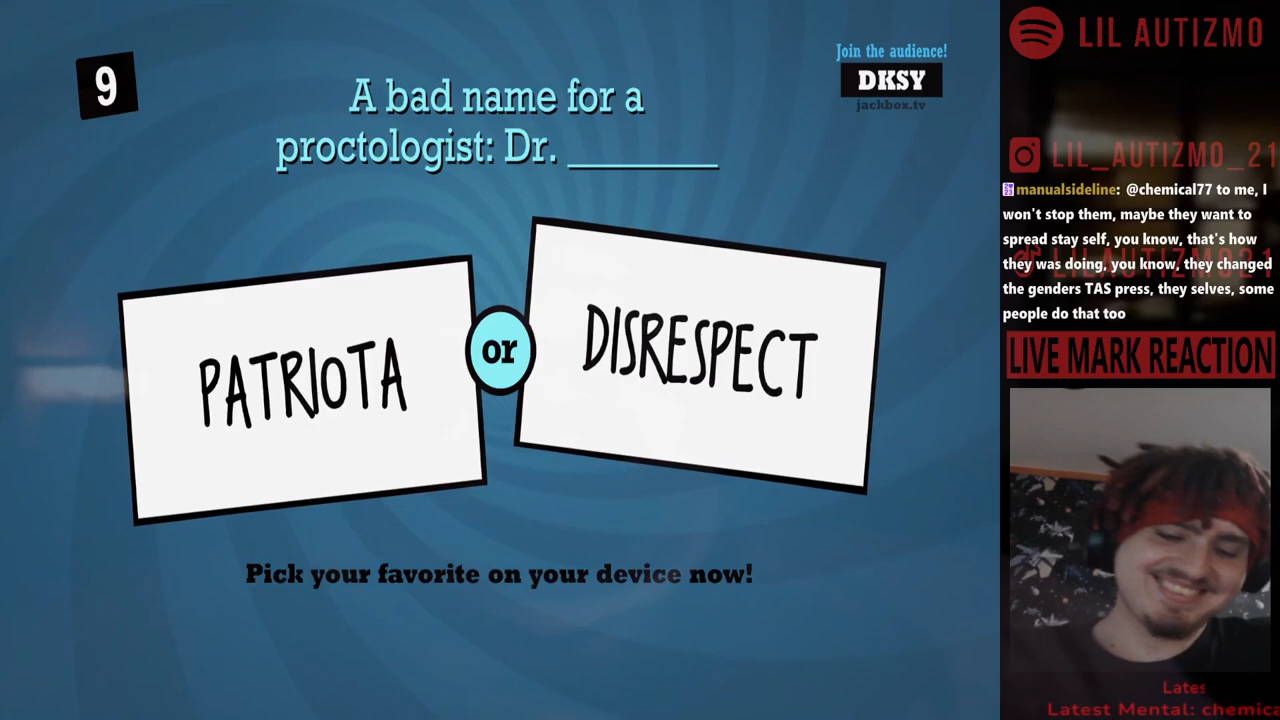 9
A bad name for a
proctologist: Dr. ________
Join the audience!
DKSY
jackbox.tv
PATRIOTA
or
DISRESPECT
Pick your favorite on your device now!
LIL AUTIZMO
LIL_AUTIZMO_21
manualsideline: @chemical77 to me, I
won't stop them, maybe they want to
spread stay self, you know, that's how
they was doing, you know, they changed
the genders TAS press, they selves, some
people do that too
LIVE MARK REACTION
Lates
Latest Mental: chemica